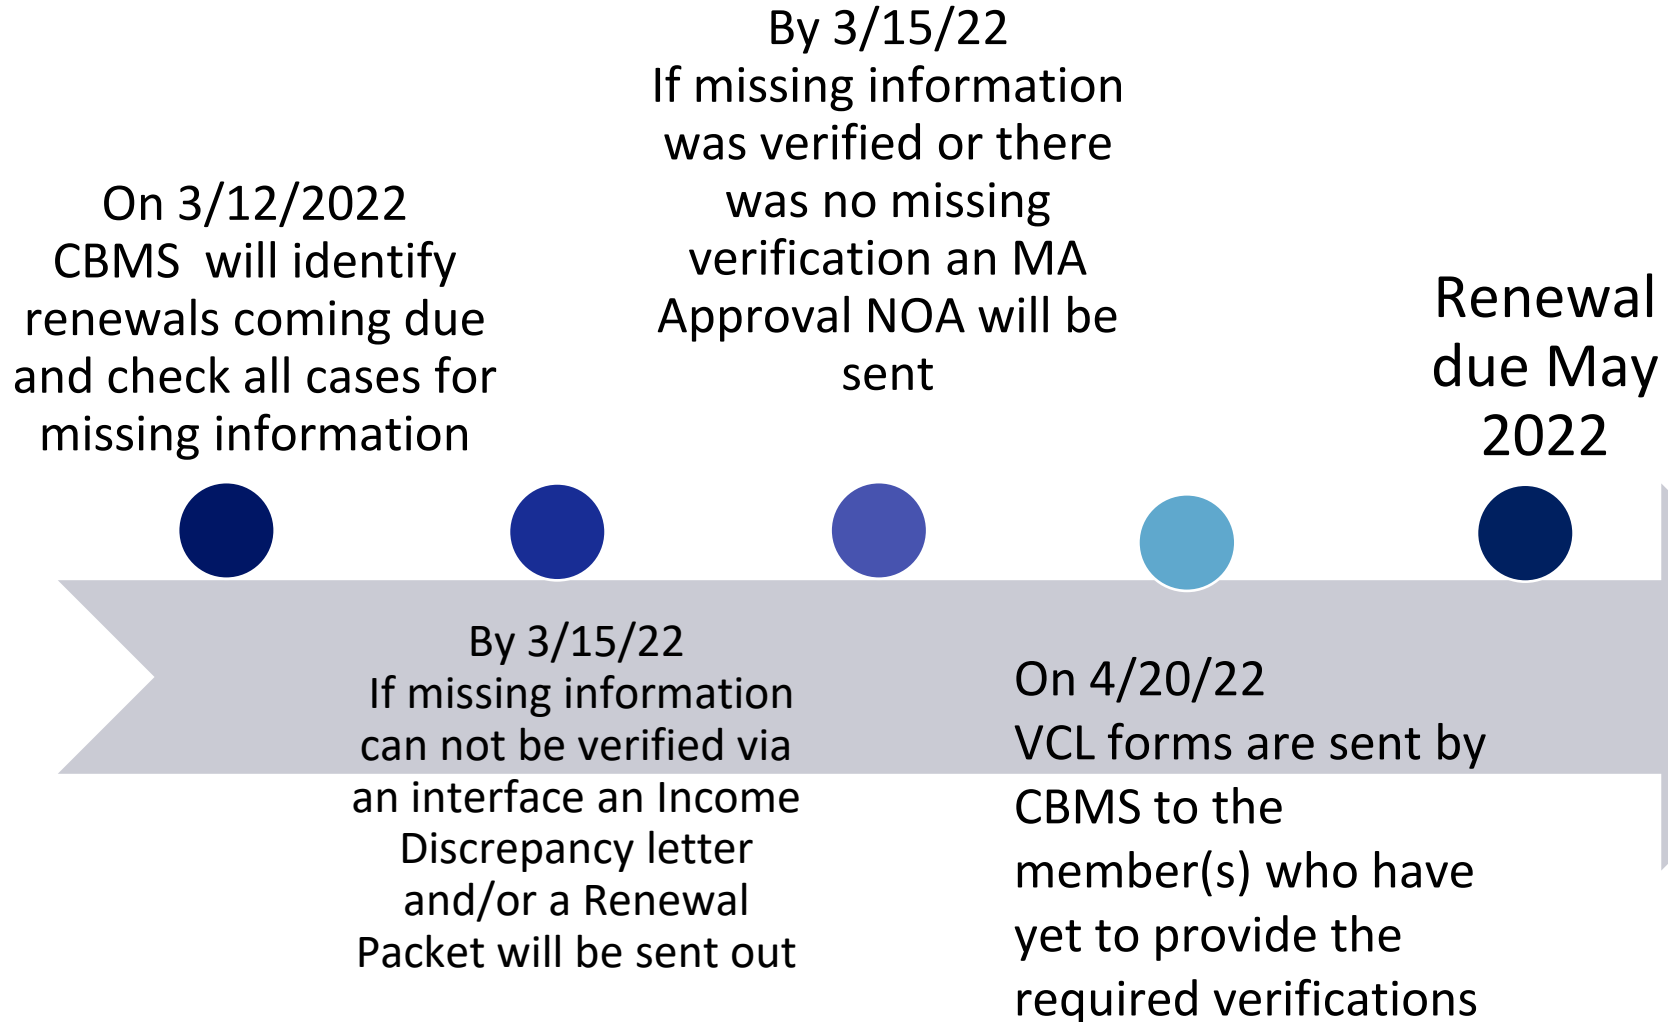 On 3/12/2022
CBMS will identify
renewals coming due
and check all cases for
missing information
By 3/15/22
If missing information
can not be verified via
an interface an Income
Discrepancy letter
and/or a Renewal
Packet will be sent out
By 3/15/22
If missing information
was verified or there
was no missing
verification an MA
Approval NOA will be
sent
On 4/20/22
VCL forms are sent by
CBMS to the
member(s) who have
yet to provide the
required verifications
Renewal
due May
2022